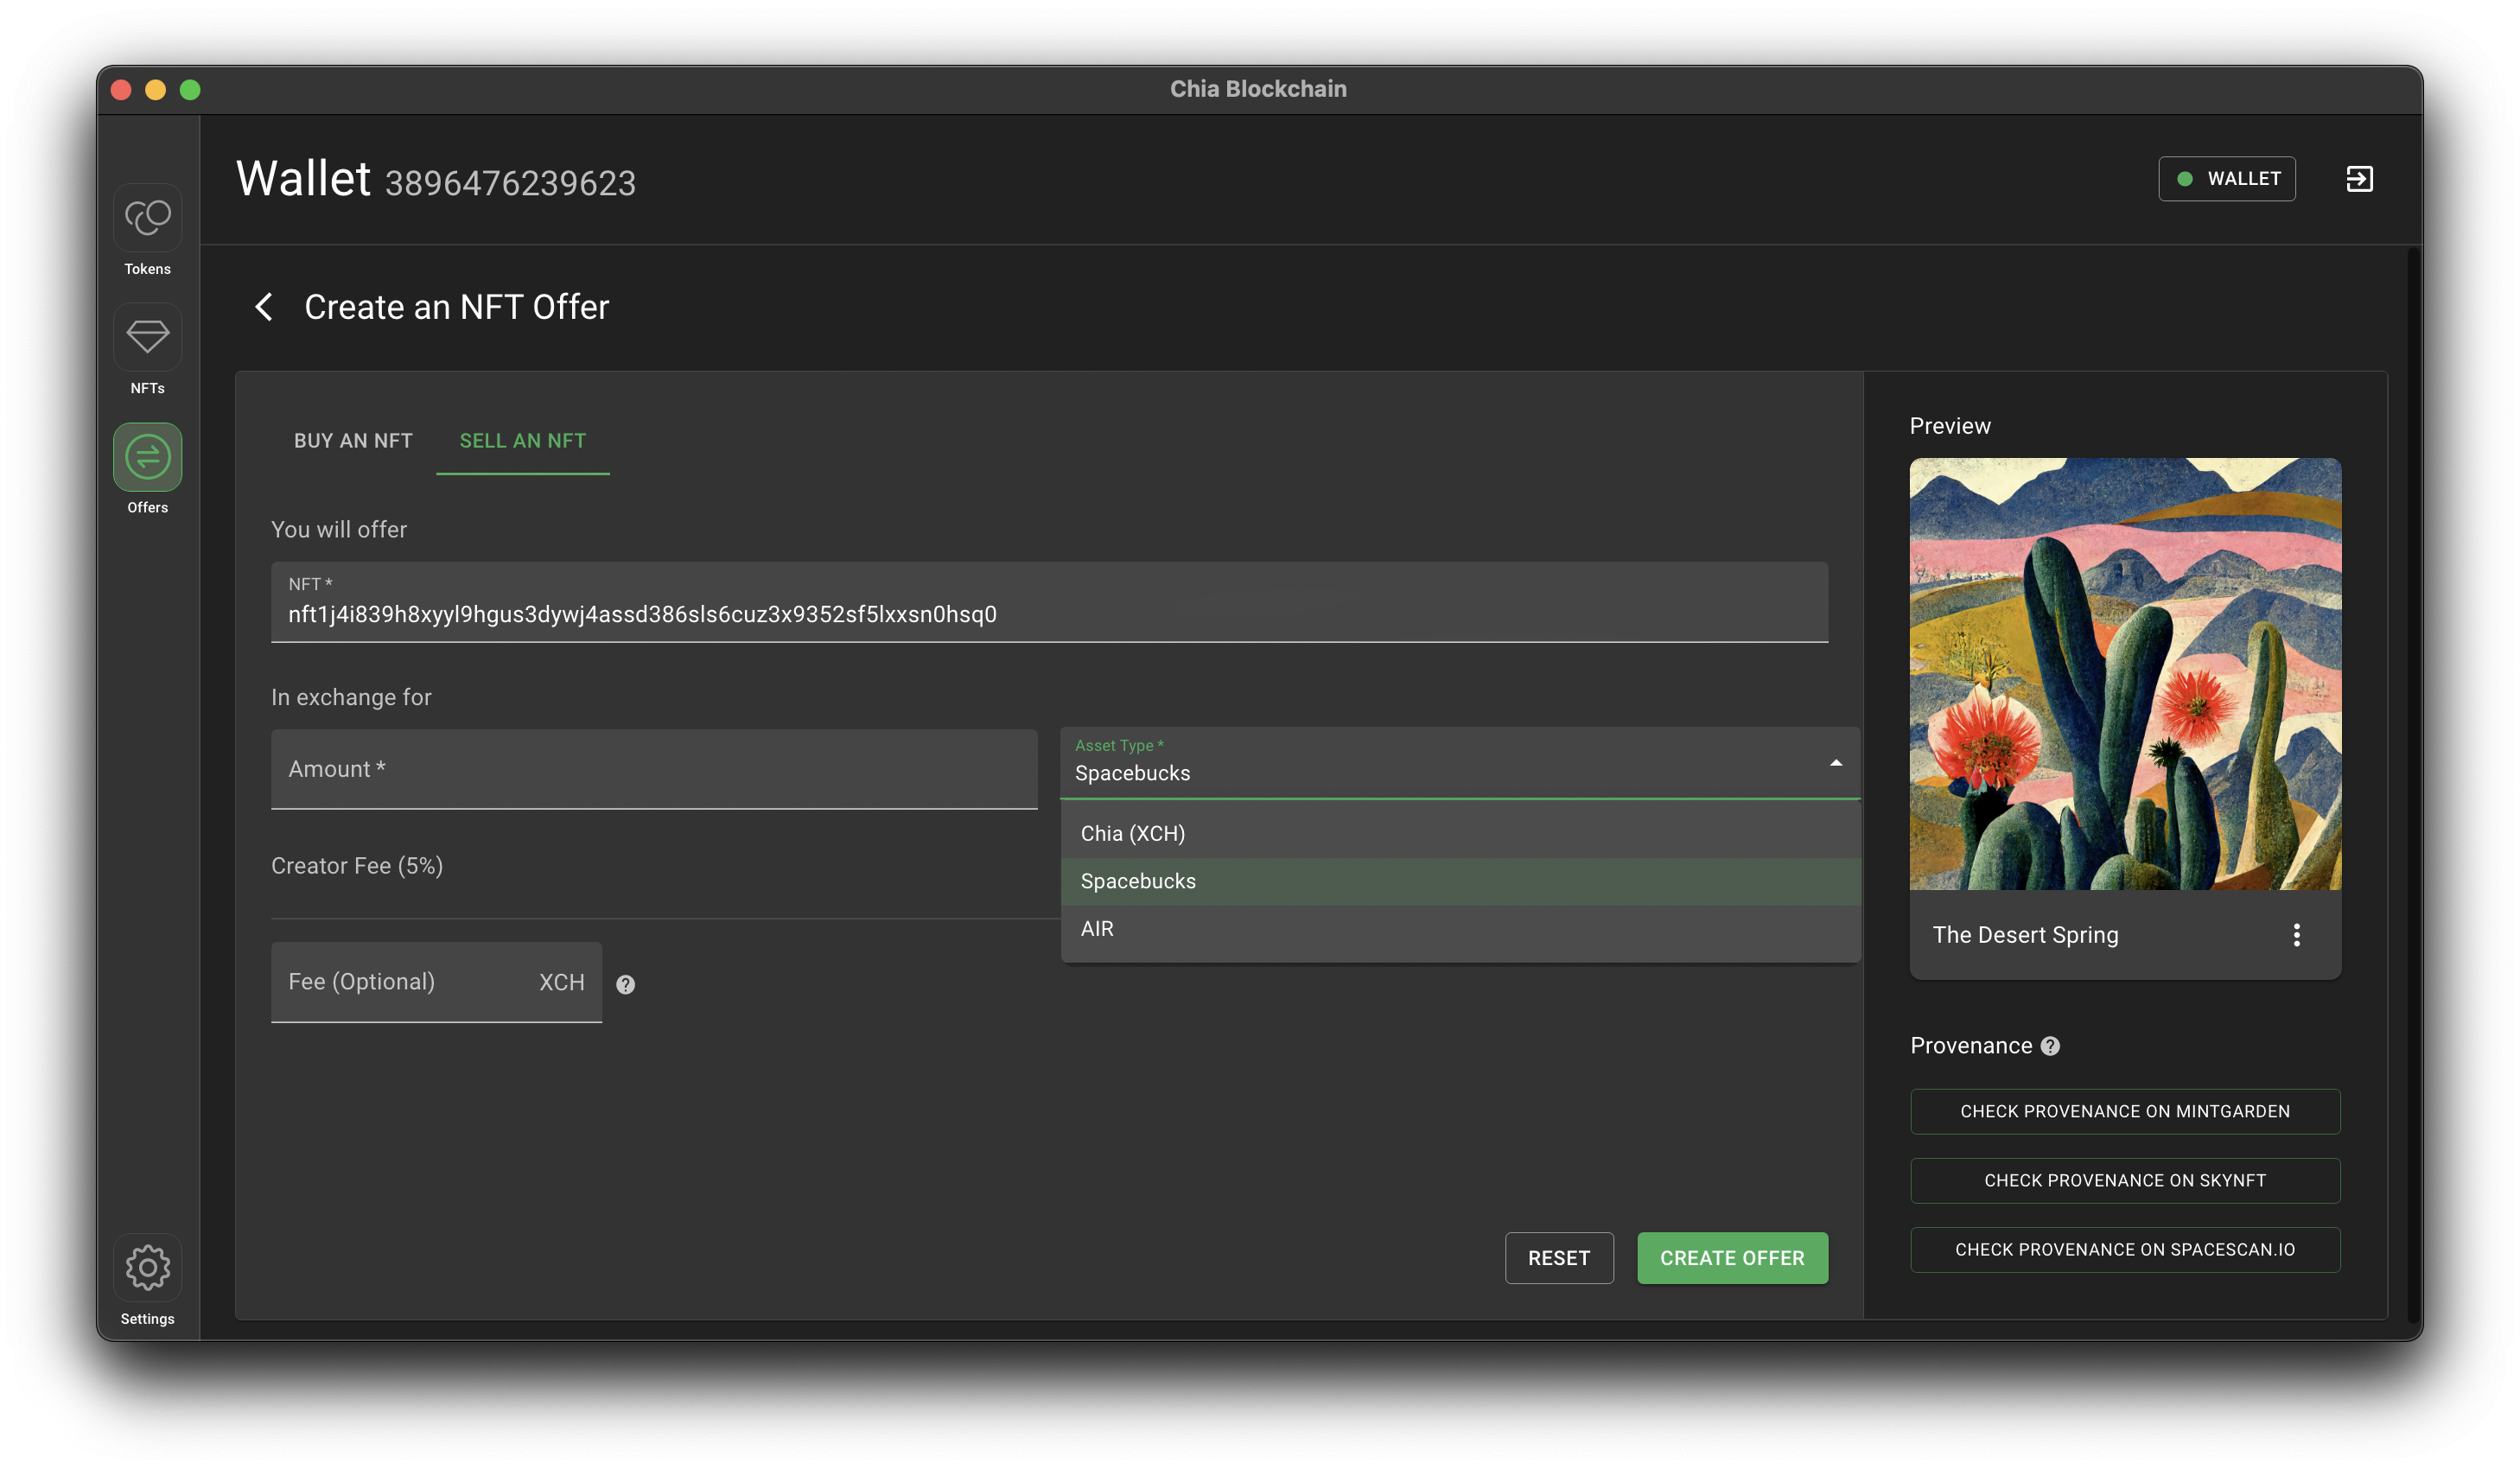 Chia Blockchain
Wallet 3896476239623
WALLET
Tokens
NFTs
Offers
Settings
Create an NFT Offer
BUY AN NFT
SELL AN NFT
You will offer
NFT *
nft1j4i839h8xyyl9hgus3dywj4assd386sls6cuz3x9352sf5lxxsn0hsq0
In exchange for
Amount *
Asset Type *
Spacebucks
Chia (XCH)
Spacebucks
AIR
Creator Fee (5%)
Fee (Optional) XCH
RESET
CREATE OFFER
Preview
The Desert Spring
Provenance
CHECK PROVENANCE ON MINTGARDEN
CHECK PROVENANCE ON SKYNFT
CHECK PROVENANCE ON SPACESCAN.IO